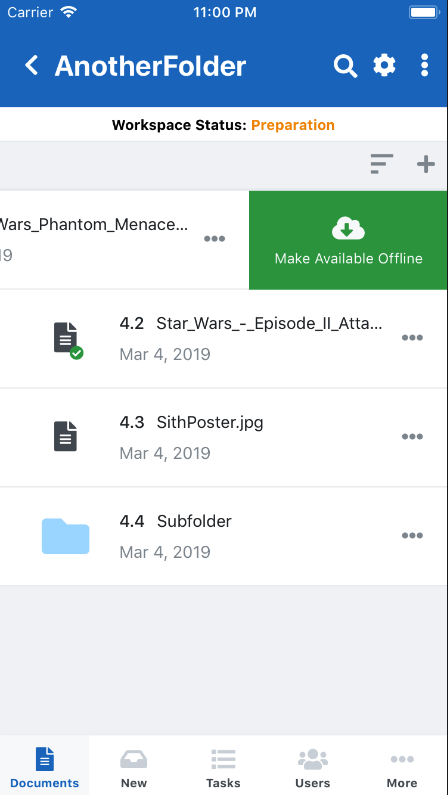 Carrier 11:00 PM
AnotherFolder
Workspace Status: Preparation
Wars_Phantom_Menace...
19
Make Available Offline
4.2 Star_Wars_-_Episode_II_Atta...
Mar 4, 2019
4.3 SithPoster.jpg
Mar 4, 2019
4.4 Subfolder
Mar 4, 2019
Documents New Tasks Users More